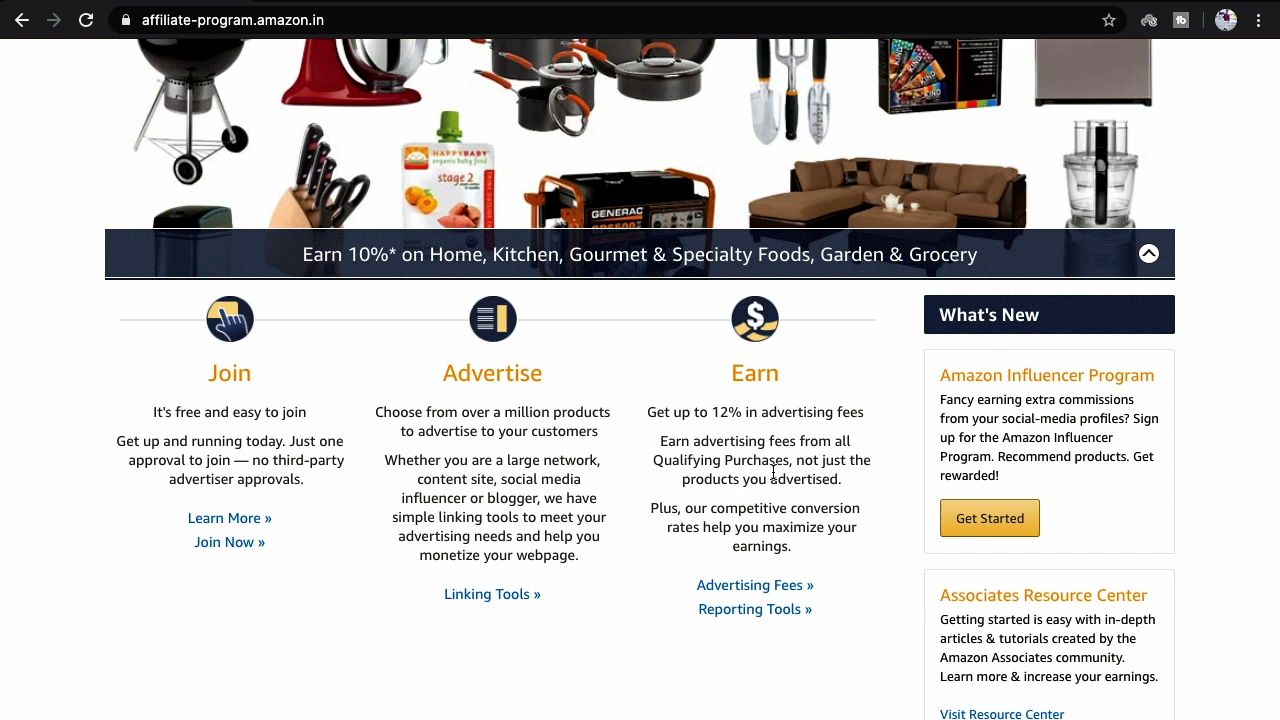 affiliate-program.amazon.in
tb
KIND
HAPPYBABY
organic baby food
stage 2
GENERAC
Earn 10%* on Home, Kitchen, Gourmet & Specialty Foods, Garden & Grocery
Join
It's free and easy to join
Get up and running today. Just one
approval to join — no third-party
advertiser approvals.
Learn More »
Join Now »
Advertise
Choose from over a million products
to advertise to your customers
Whether you are a large network,
content site, social media
influencer or blogger, we have
simple linking tools to meet your
advertising needs and help you
monetize your webpage.
Linking Tools »
Earn
Get up to 12% in advertising fees
Earn advertising fees from all
Qualifying Purchases, not just the
products you advertised.
Plus, our competitive conversion
rates help you maximize your
earnings.
Advertising Fees »
Reporting Tools »
What's New
Amazon Influencer Program
Fancy earning extra commissions
from your social-media profiles? Sign
up for the Amazon Influencer
Program. Recommend products. Get
rewarded!
Get Started
Associates Resource Center
Getting started is easy with in-depth
articles & tutorials created by the
Amazon Associates community.
Learn more & increase your earnings.
Visit Resource Center